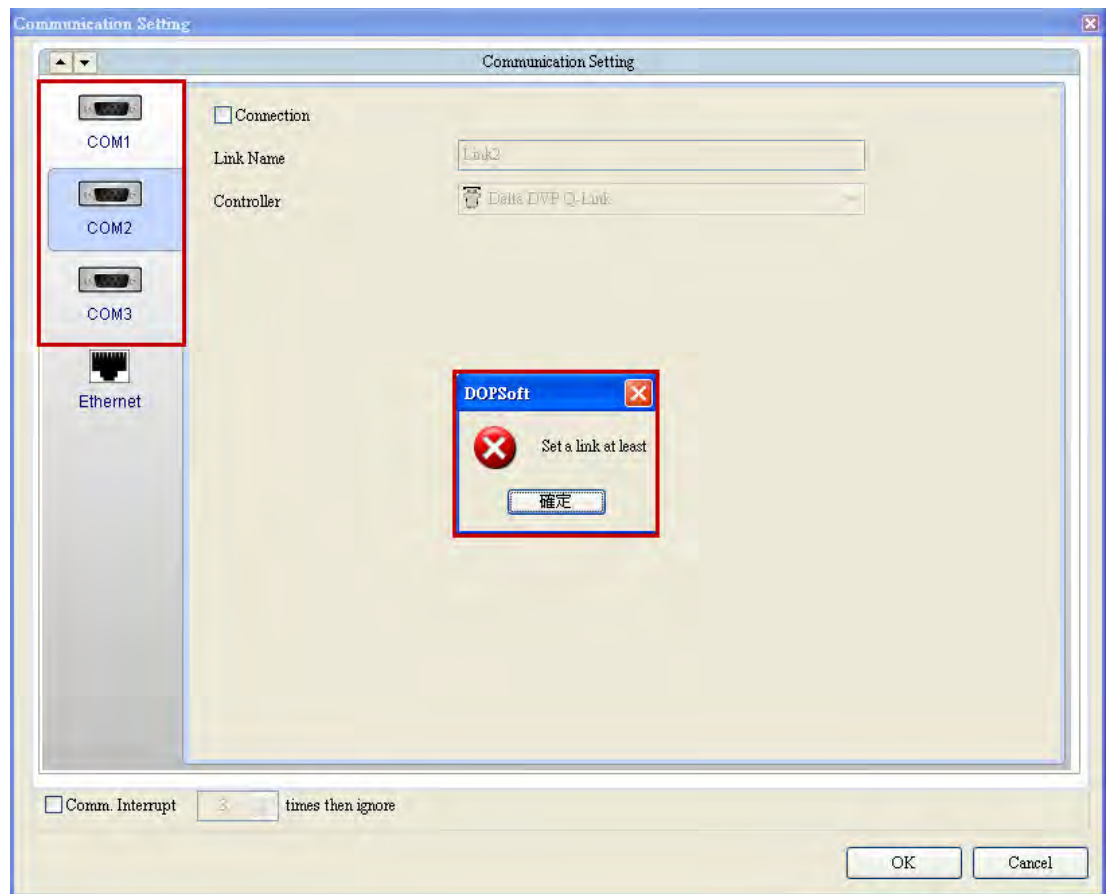 Communication Setting
Communication Setting
COM1
COM2
COM3
Ethernet
Connection
Link Name
Link2
Controller
Delta DVP Q-Link
DOPSoft
Set a link at least
確定
Comm. Interrupt 3 times then ignore
OK Cancel